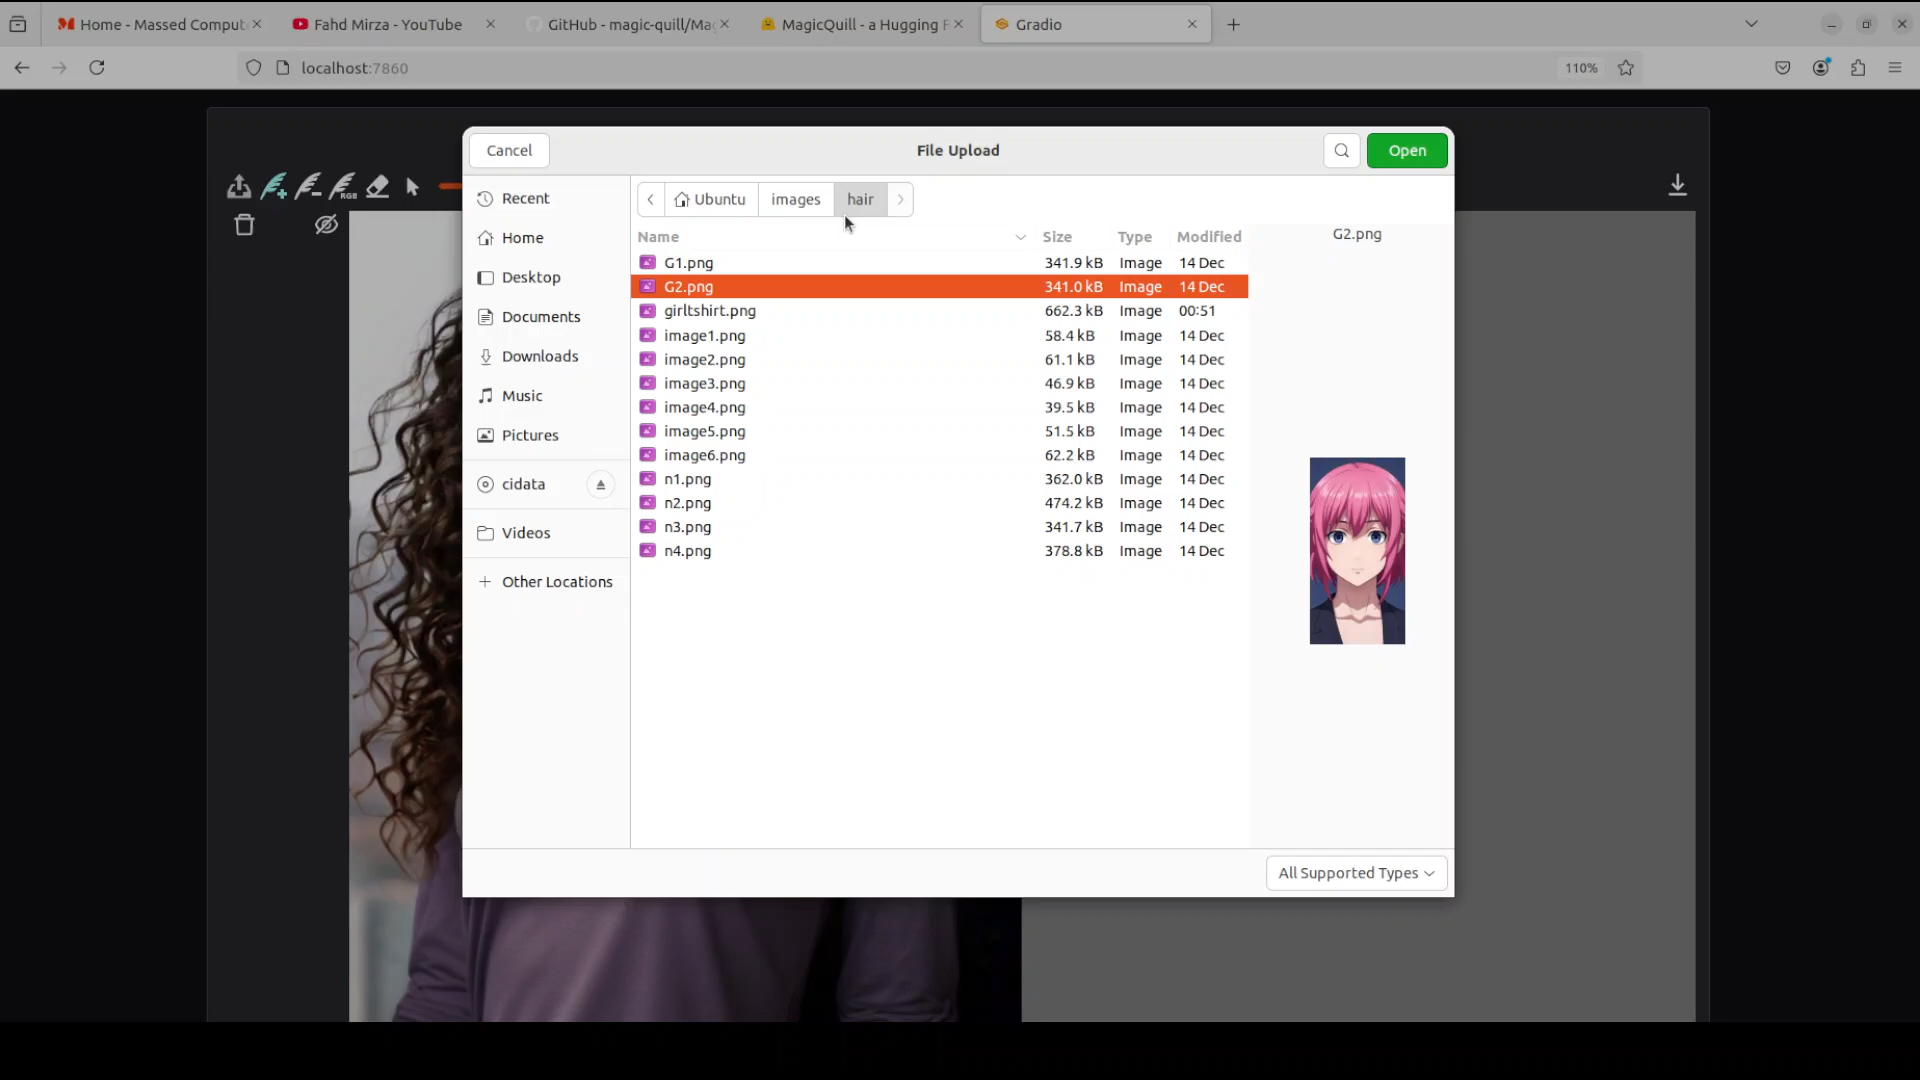 Home - Massed Comput
Fahd Mirza - YouTube
GitHub - magic-quill/Ma
MagicQuill - a Hugging F
Gradio
localhost:7860
110%
Cancel
File Upload
Open
RGB
Recent
Home
Desktop
Documents
Downloads
Music
Pictures
cidata
Videos
Other Locations
Ubuntu
images
hair
Name Size Type Modified
G1.png 341.9 kB Image 14 Dec
G2.png 341.0 kB Image 14 Dec
girltshirt.png 662.3 kB Image 00:51
image1.png 58.4 kB Image 14 Dec
image2.png 61.1 kB Image 14 Dec
image3.png 46.9 kB Image 14 Dec
image4.png 39.5 kB Image 14 Dec
image5.png 51.5 kB Image 14 Dec
image6.png 62.2 kB Image 14 Dec
n1.png 362.0 kB Image 14 Dec
n2.png 474.2 kB Image 14 Dec
n3.png 341.7 kB Image 14 Dec
n4.png 378.8 kB Image 14 Dec
G2.png
All Supported Types